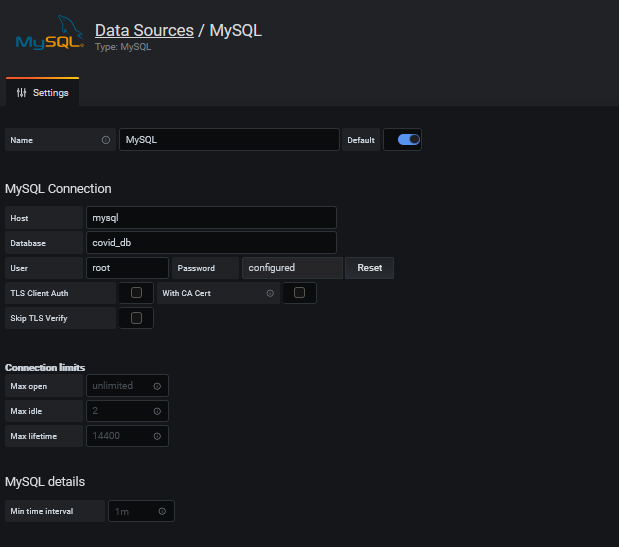 MySQL
Data Sources / MySQL
Type: MySQL
Settings
Name MySQL Default
MySQL Connection
Host mysql
Database covid_db
User root Password configured Reset
TLS Client Auth With CA Cert
Skip TLS Verify
Connection limits
Max open unlimited
Max idle 2
Max lifetime 14400
MySQL details
Min time interval 1m